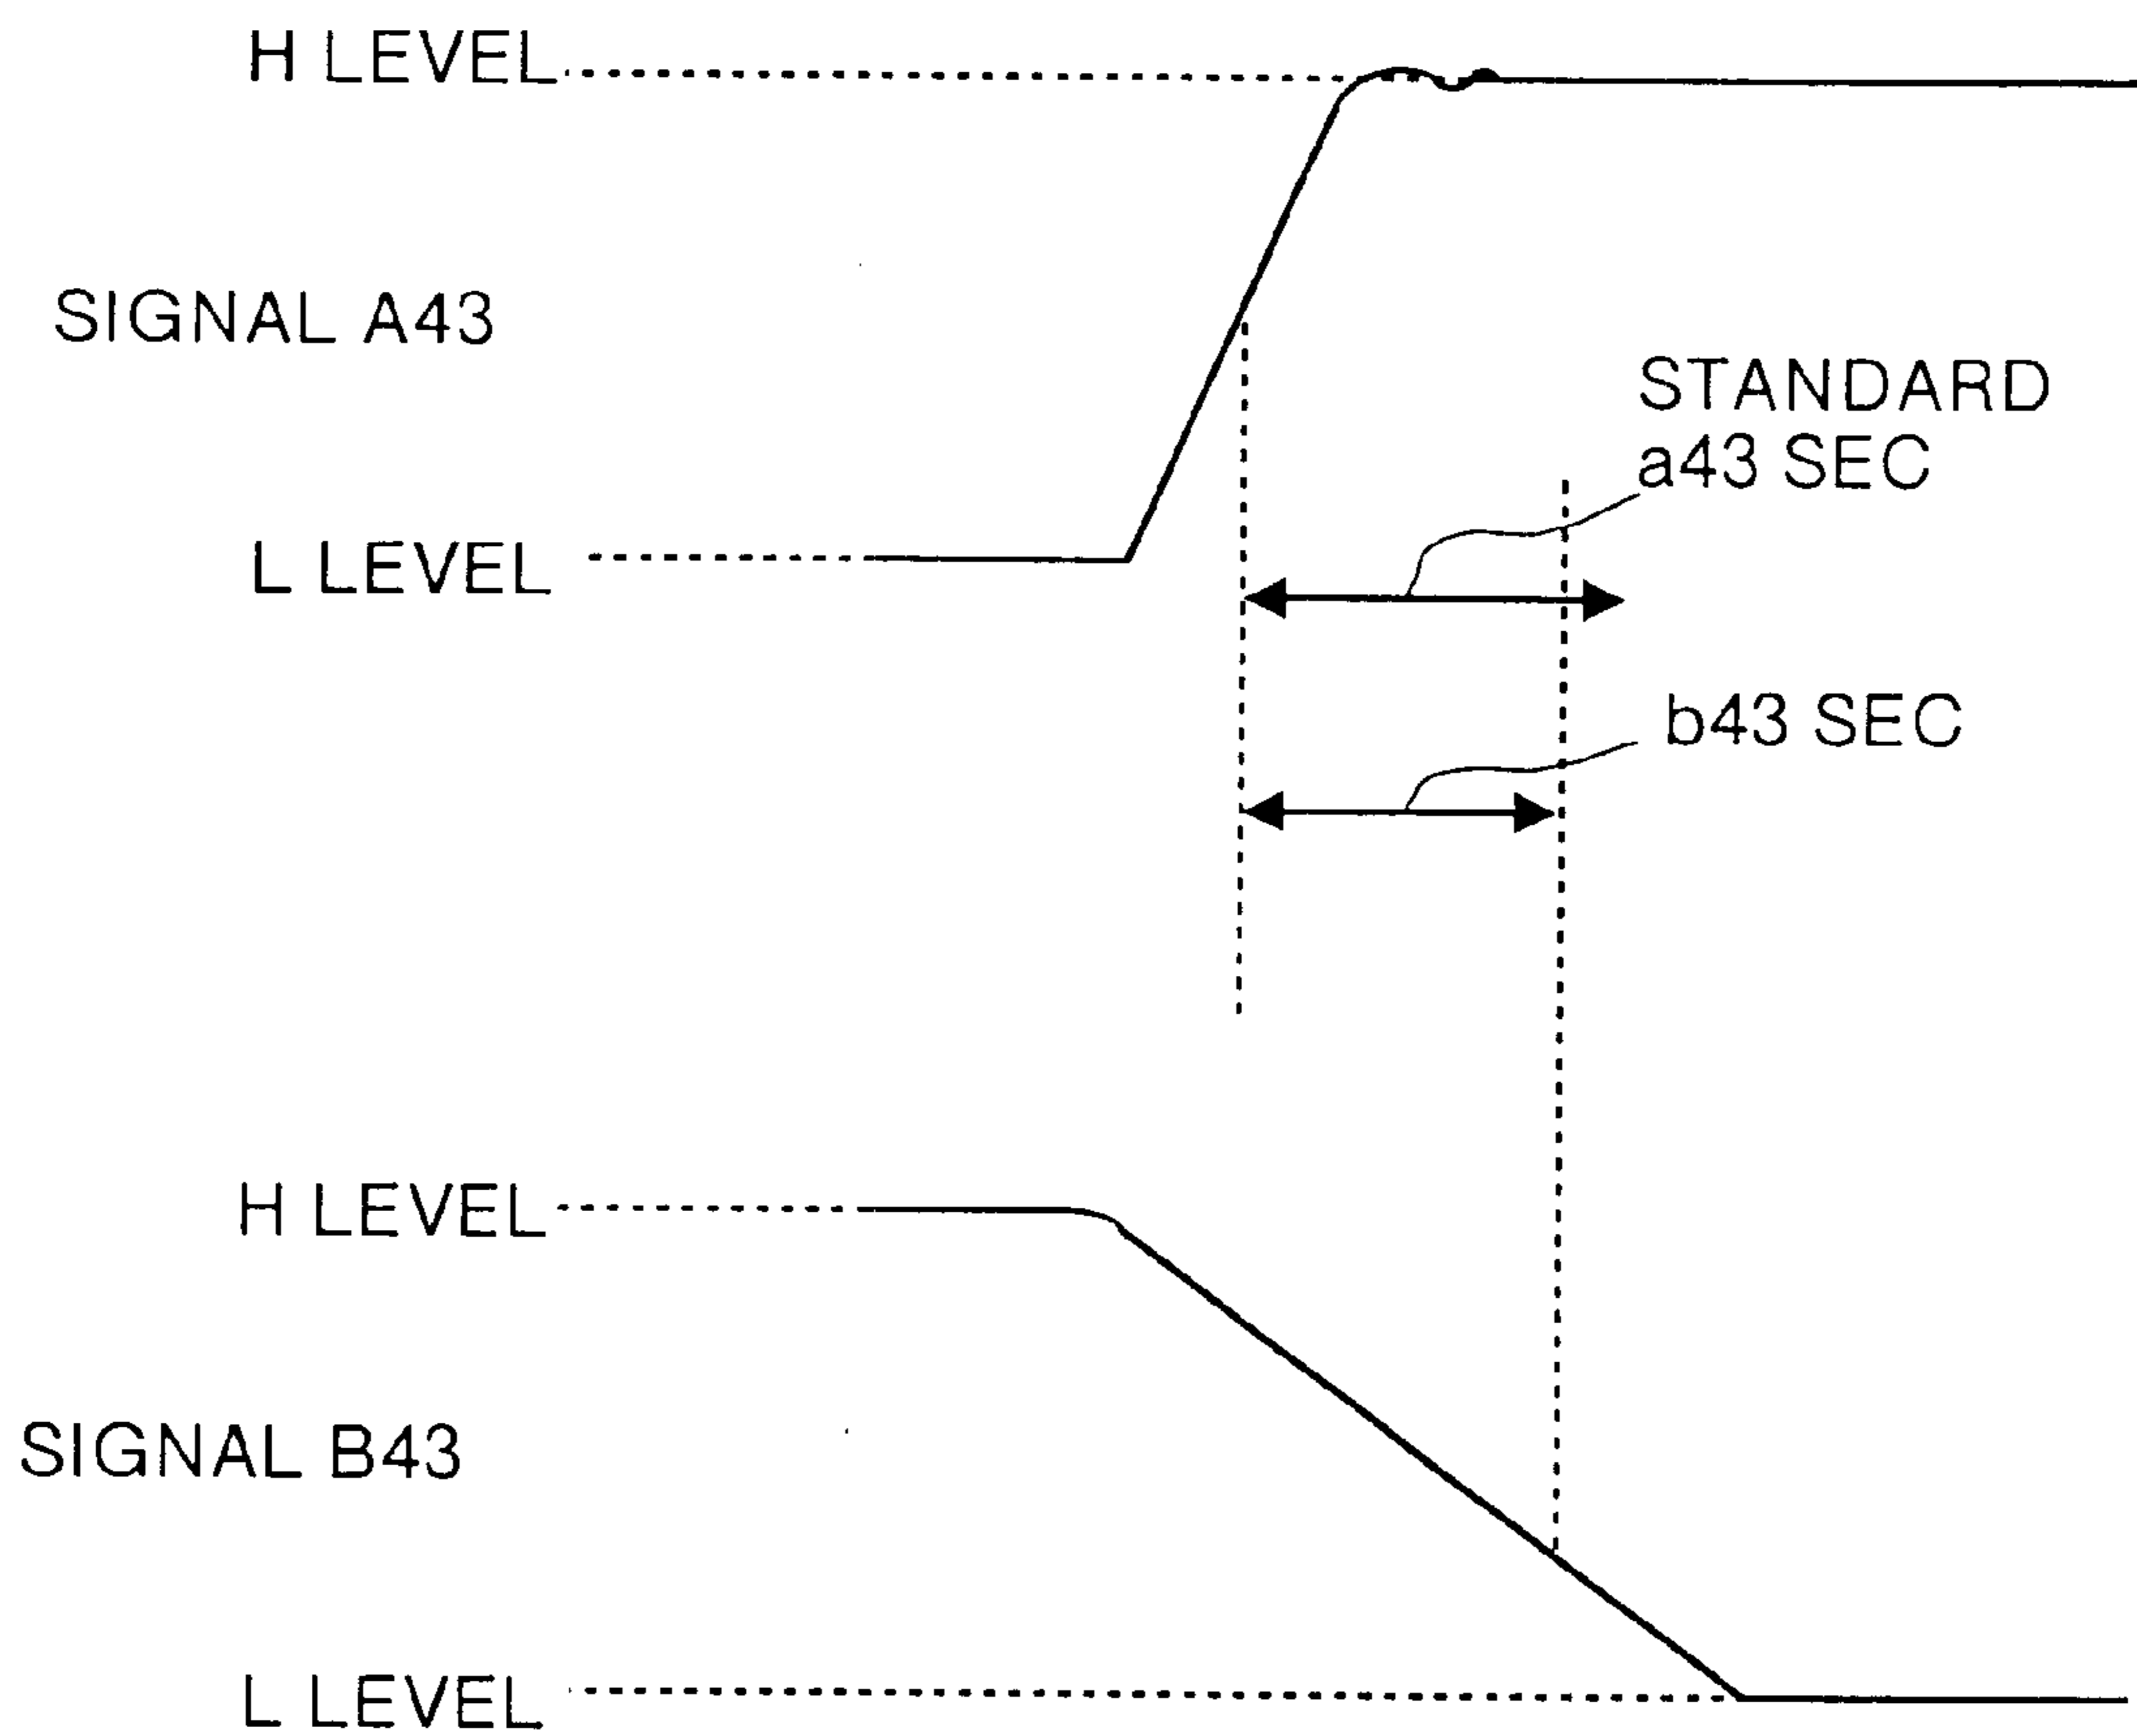 H LEVEL
SIGNAL A43
STANDARD
a43 SEC
L LEVEL
b43 SEC
H LEVEL
SIGNAL B43
L LEVEL